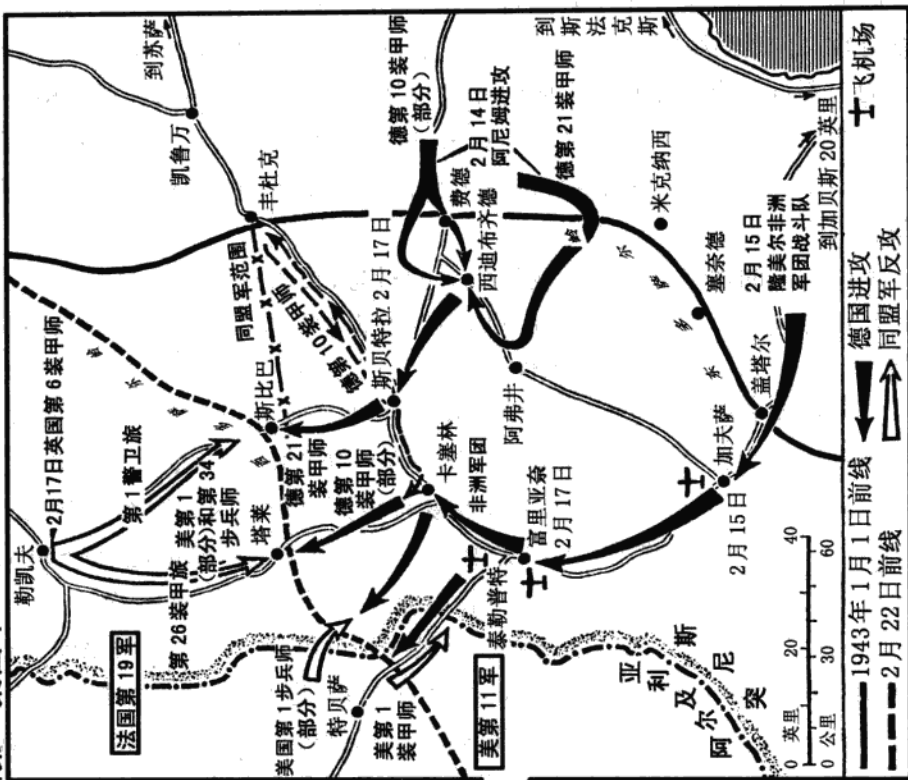 勒凯夫
2月17日英国第6装甲师
第1警卫旅
第26装甲旅
美第1
(部分)和第34
步兵师
塔莱
斯比巴
同盟军范围
德第10装甲师
丰杜克
凯鲁万
到苏萨
法国第19军
美国第1步兵师
(部分)
特贝萨
美第1
装甲师
美第11军
德第21
装甲师
德第10
装甲师
(部分)
斯贝特拉 2月17日
卡塞林
非洲军团
泰勒普特
富里亚奈
2月17日
费德
西迪布齐德
德第10装甲师
(部分)
2月14日
阿尼姆进攻
德第21装甲师
到斯法克斯
阿弗井
米克纳西
塞奈德
盖塔尔
加夫萨
2月15日
2月15日
隆美尔非洲
军团战斗队
到加贝斯20英里
阿尔及利亚
突尼斯
0 20 40
英里
公里
0 30 60
1943年1月1日前线
2月22日前线
德国进攻
同盟军反攻
飞机场